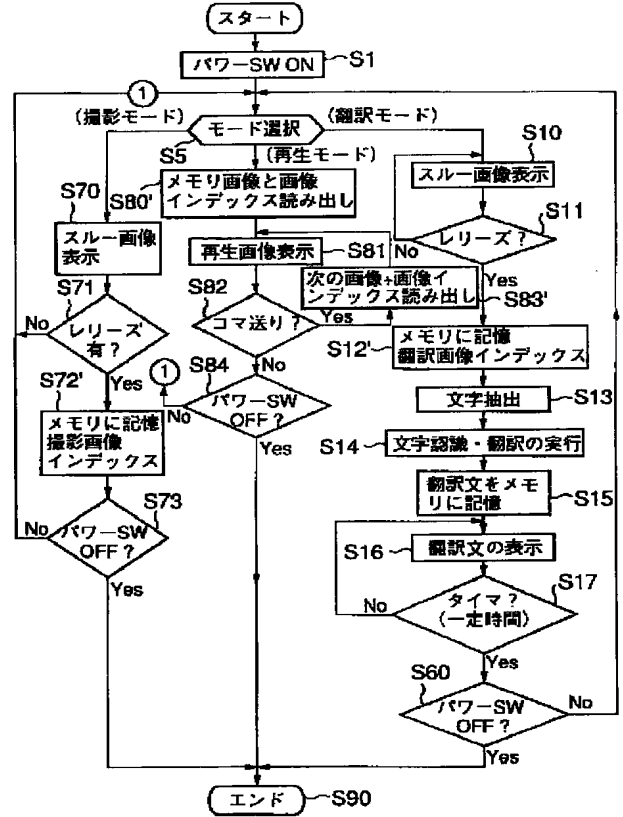 スタート
パワーSW ON
S1
1
(撮影モード)
モード選択
(翻訳モード)
S5
(再生モード)
S10
スルー画像表示
S80'
メモリ画像と画像
インデックス読み出し
S70
スルー画像
表示
S11
レリーズ?
No
Yes
再生画像表示
S81
S71
レリーズ
有?
No
Yes
S82
コマ送り?
Yes
No
次の画像+画像イ
ンデックス読み出し
S83'
S12'
メモリに記憶
翻訳画像インデックス
1
S84
パワーSW
OFF?
No
Yes
S72'
メモリに記憶
撮影画像
インデックス
文字抽出
S13
S14
文字認識・翻訳の実行
翻訳文をメモ
リに記憶
S15
S73
パワーSW
OFF?
No
Yes
S16
翻訳文の表示
S17
タイマ?
(一定時間)
No
Yes
S60
パワーSW
OFF?
No
Yes
エンド
S90